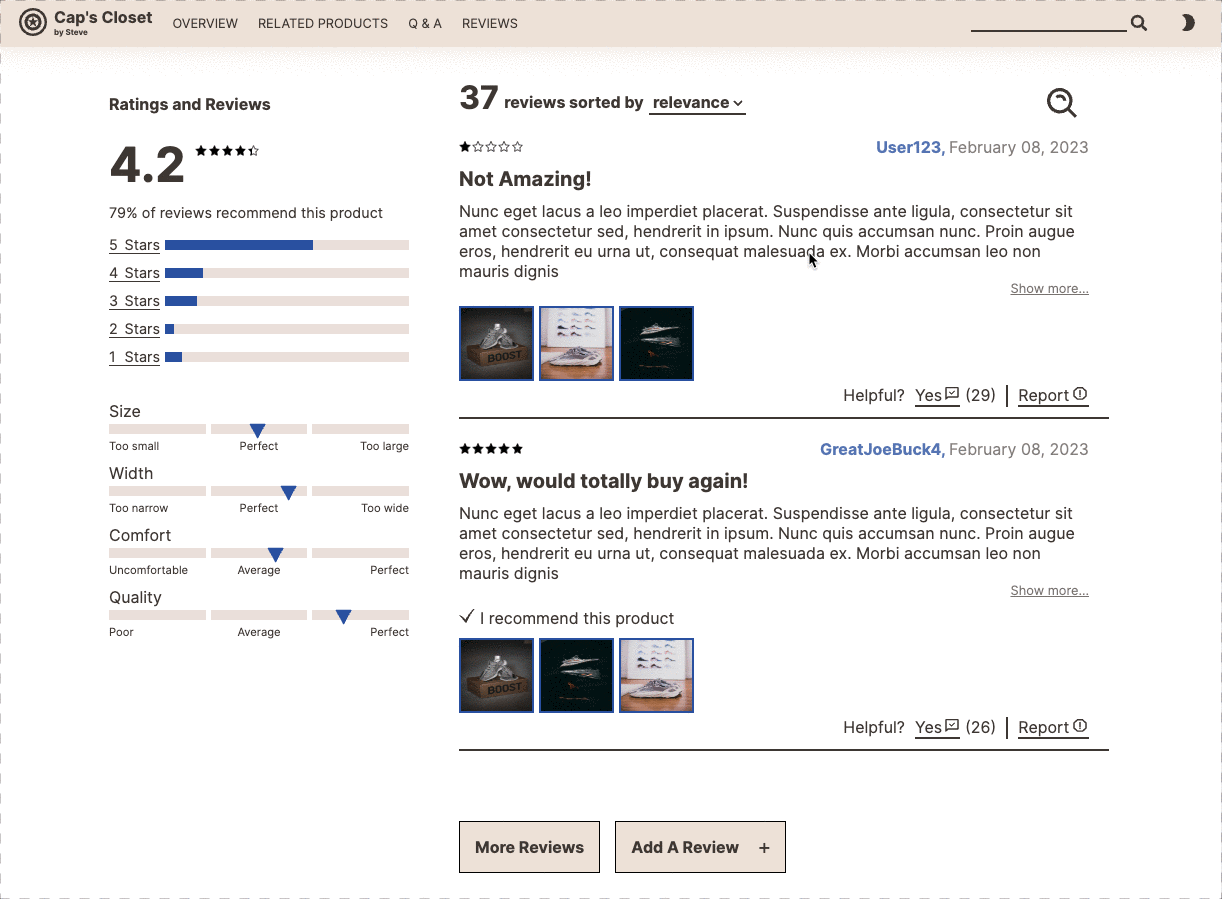 Cap's Closet
by Steve
OVERVIEW RELATED PRODUCTS Q & A REVIEWS
Ratings and Reviews
4.2
79% of reviews recommend this product
5 Stars
4 Stars
3 Stars
2 Stars
1 Stars
Size
Too small Perfect Too large
Width
Too narrow Perfect Too wide
Comfort
Uncomfortable Average Perfect
Quality
Poor Average Perfect
37 reviews sorted by relevance
User123, February 08, 2023
Not Amazing!
Nunc eget lacus a leo imperdiet placerat. Suspendisse ante ligula, consectetur sit
amet consectetur sed, hendrerit in ipsum. Nunc quis accumsan nunc. Proin augue
eros, hendrerit eu urna ut, consequat malesuada ex. Morbi accumsan leo non
mauris dignis
Show more...
BOOST
Helpful? Yes (29) Report
GreatJoeBuck4, February 08, 2023
Wow, would totally buy again!
Nunc eget lacus a leo imperdiet placerat. Suspendisse ante ligula, consectetur sit
amet consectetur sed, hendrerit in ipsum. Nunc quis accumsan nunc. Proin augue
eros, hendrerit eu urna ut, consequat malesuada ex. Morbi accumsan leo non
mauris dignis
Show more...
I recommend this product
BOOST
Helpful? Yes (26) Report
More Reviews Add A Review +